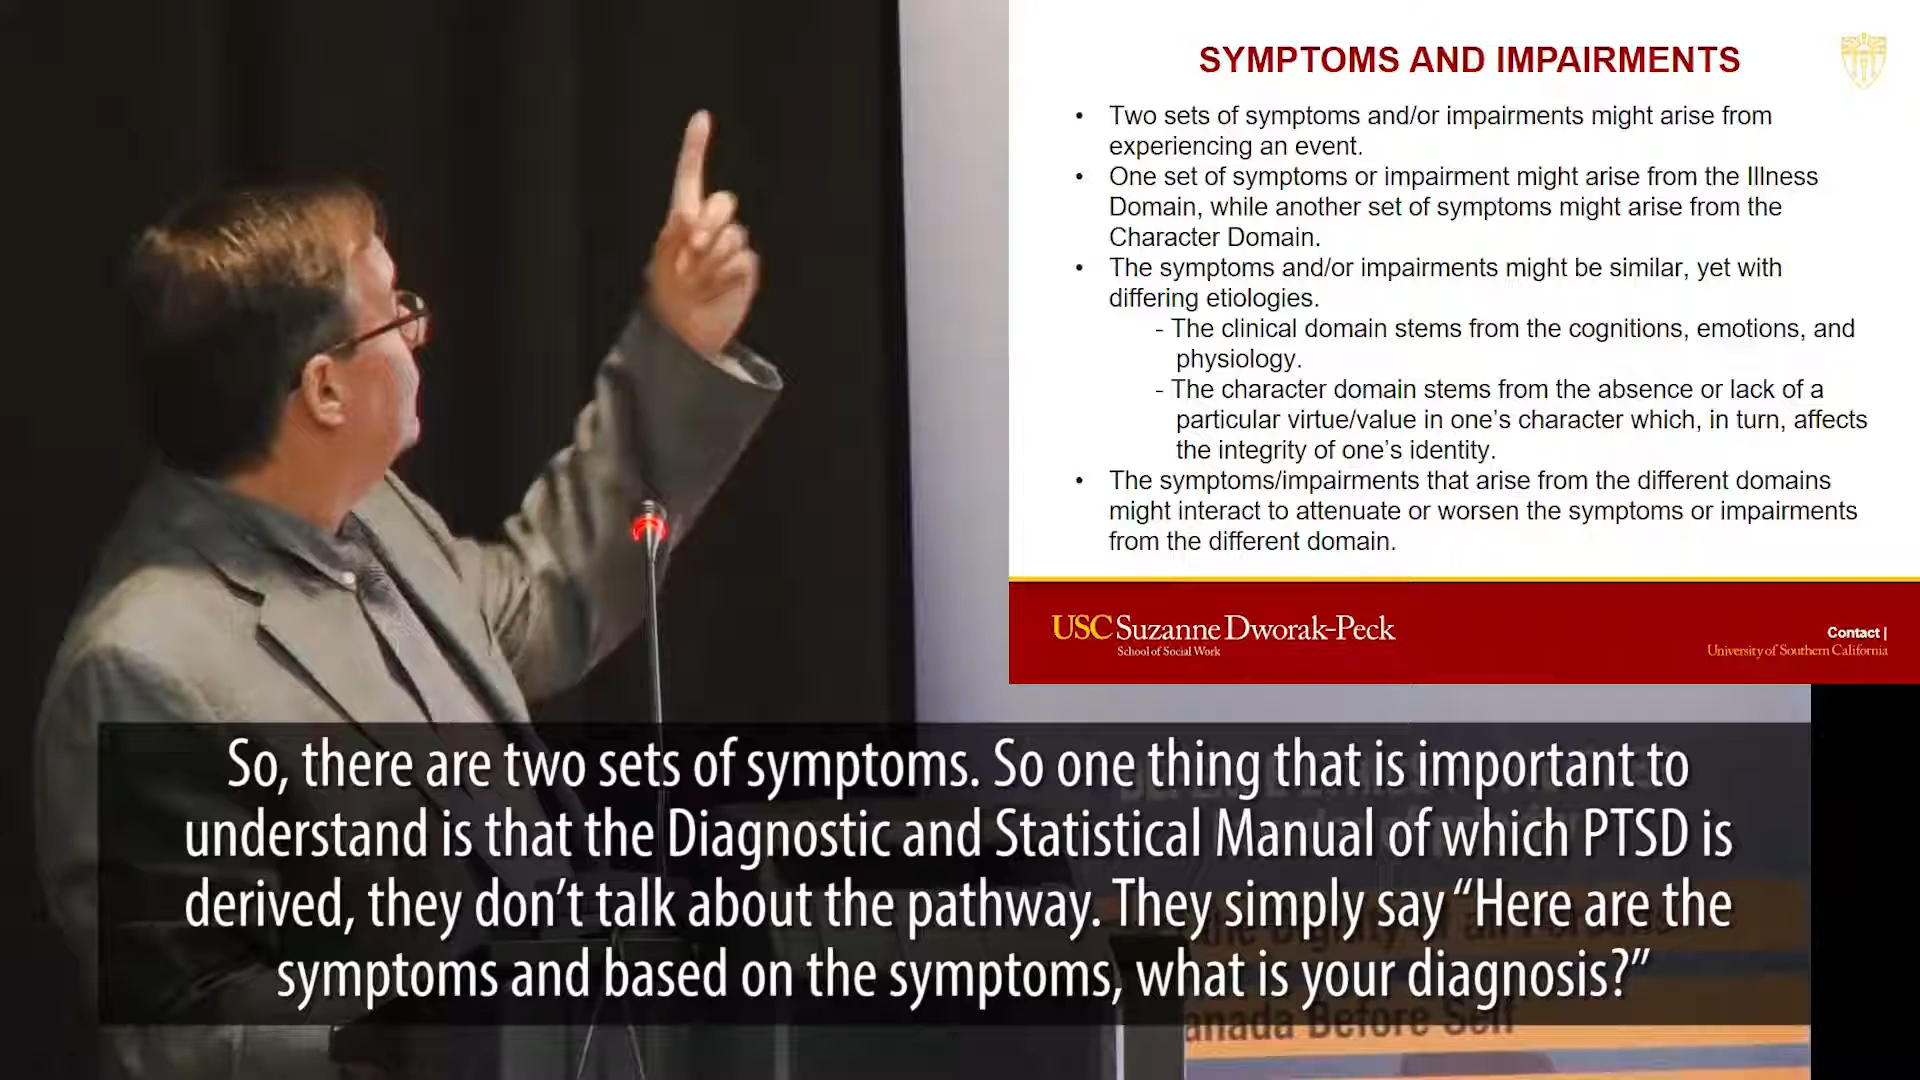 SYMPTOMS AND IMPAIRMENTS
• Two sets of symptoms and/or impairments might arise from
experiencing an event.
• One set of symptoms or impairment might arise from the Illness
Domain, while another set of symptoms might arise from the
Character Domain.
• The symptoms and/or impairments might be similar, yet with
differing etiologies.
- The clinical domain stems from the cognitions, emotions, and
physiology.
- The character domain stems from the absence or lack of a
particular virtue/value in one’s character which, in turn, affects
the integrity of one’s identity.
• The symptoms/impairments that arise from the different domains
might interact to attenuate or worsen the symptoms or impairments
from the different domain.
USC Suzanne Dworak-Peck
School of Social Work
Contact |
University of Southern California
So, there are two sets of symptoms. So one thing that is important to
understand is that the Diagnostic and Statistical Manual of which PTSD is
derived, they don’t talk about the pathway. They simply say “Here are the
symptoms and based on the symptoms, what is your diagnosis?”
anada Before Self